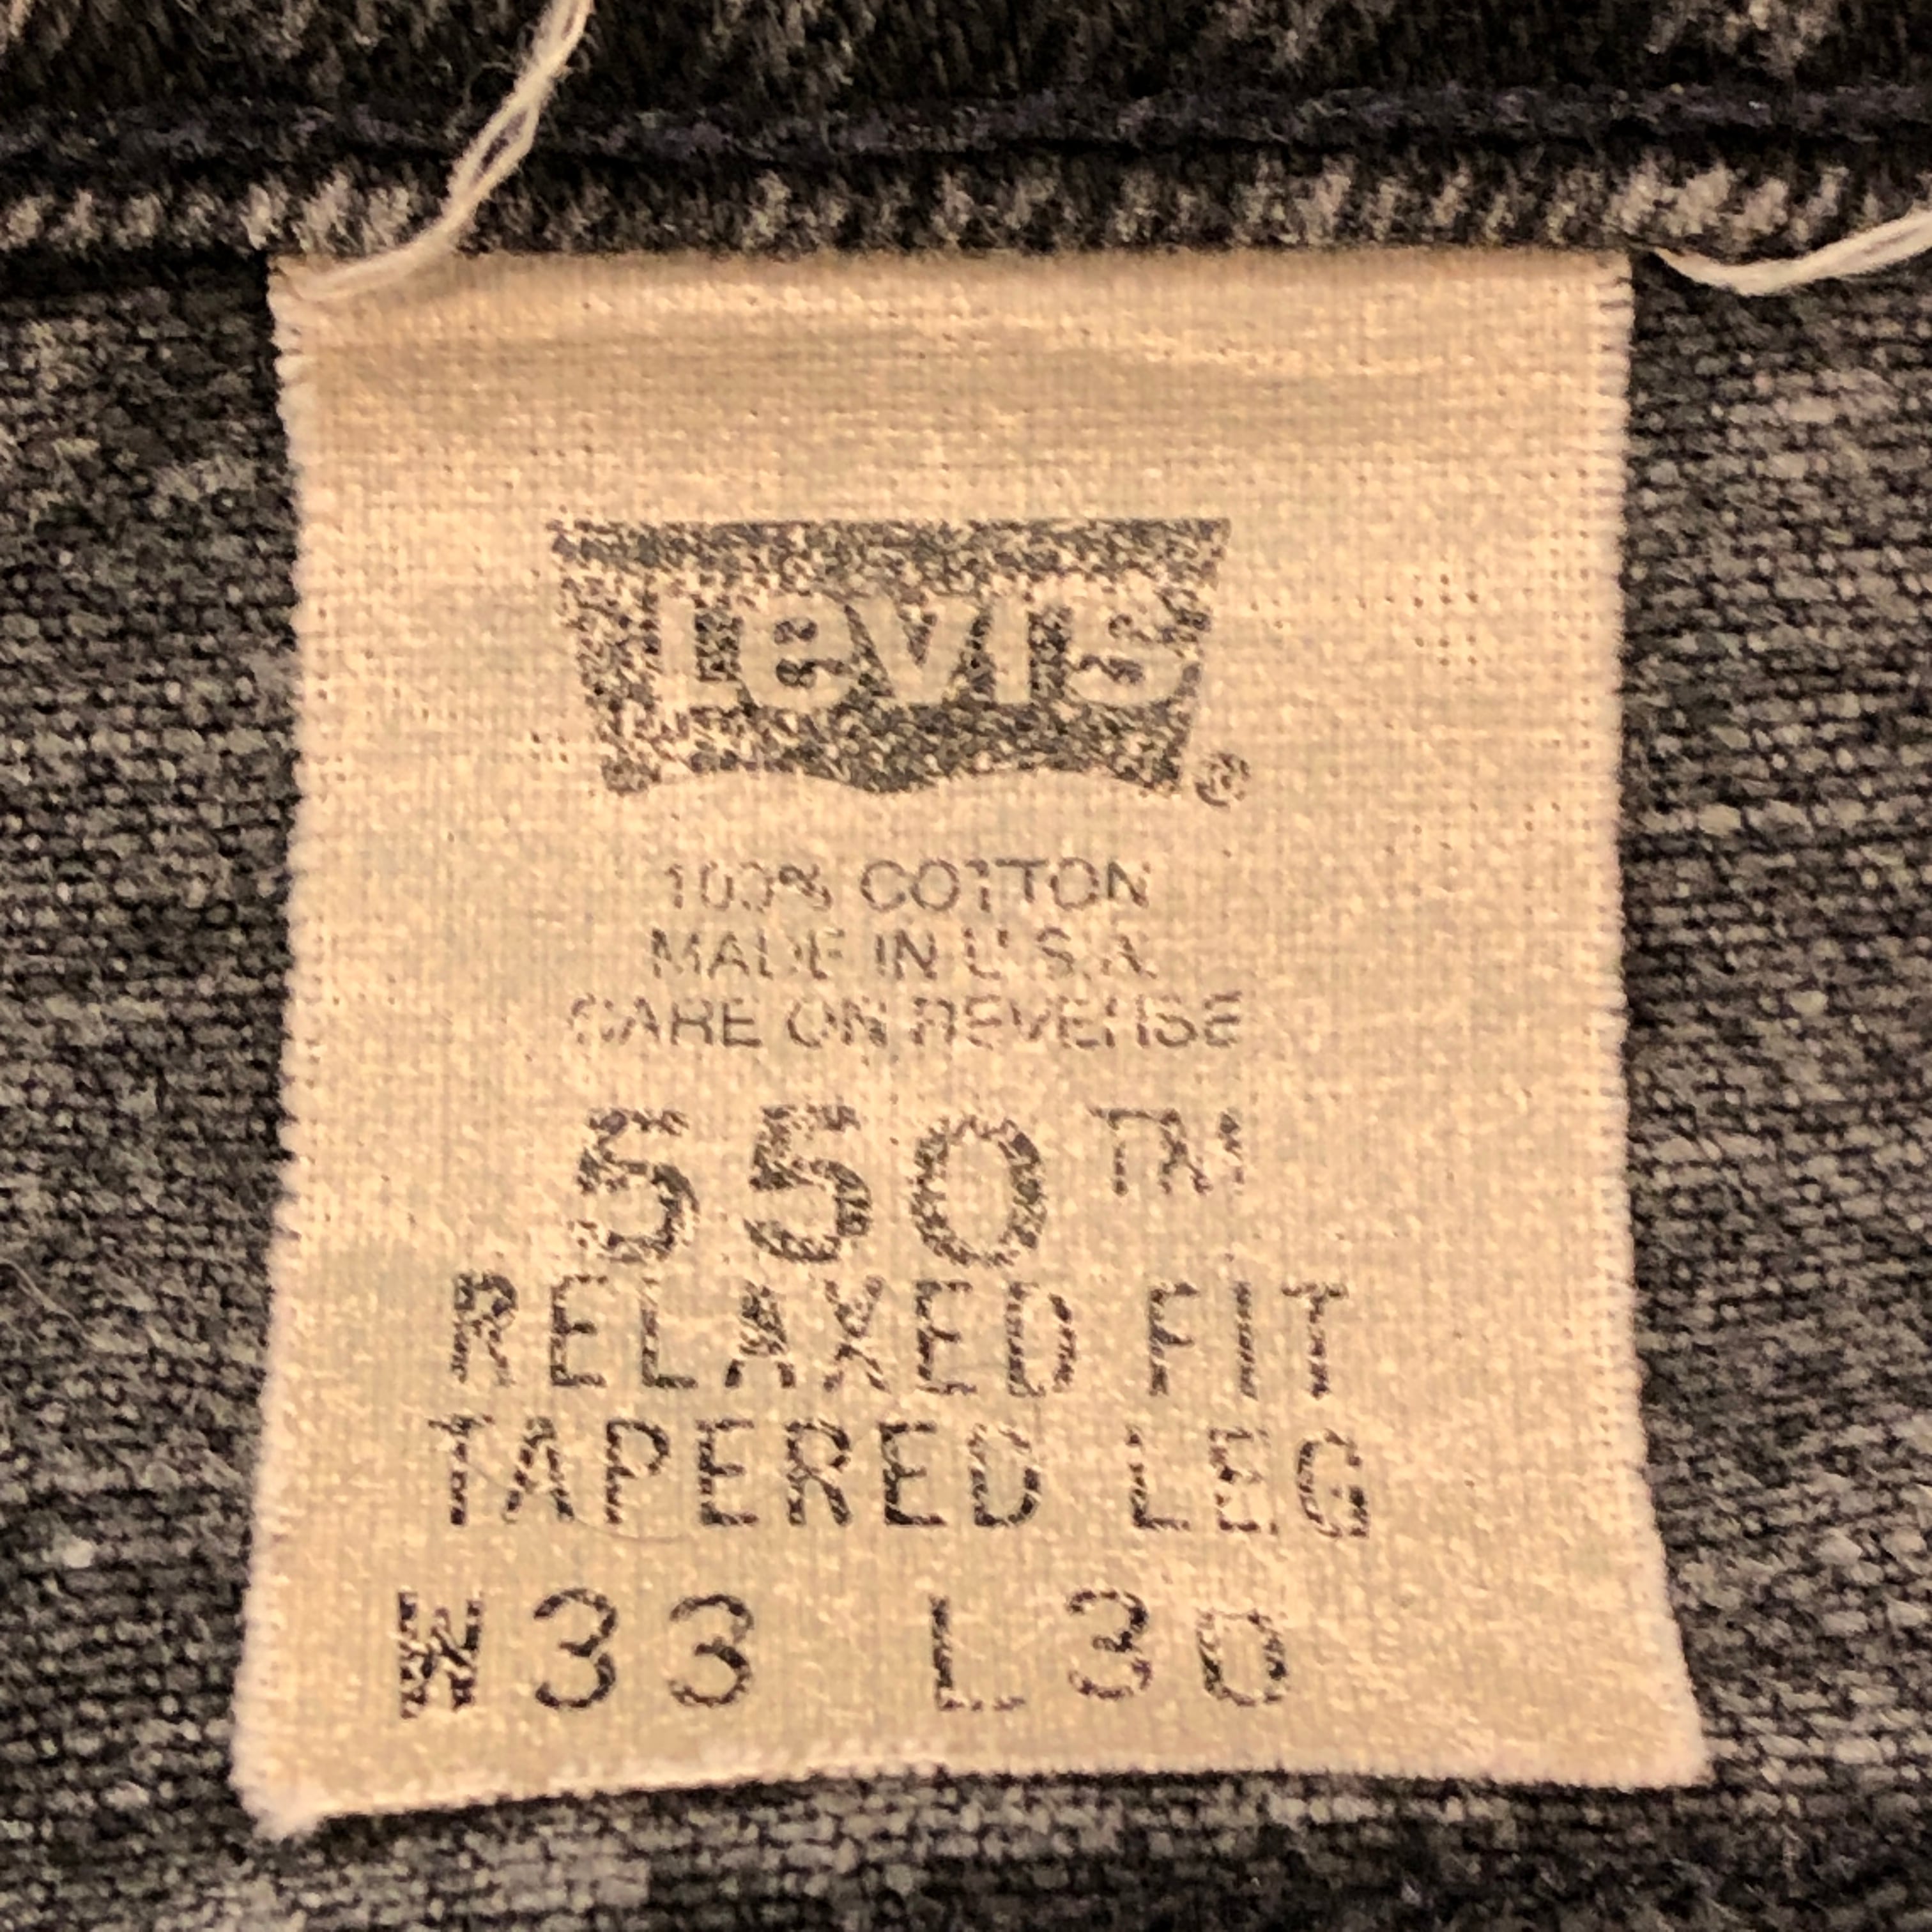 Levi's®
100% COTTON
MADE IN U.S.A.
CARE ON REVERSE
550™
RELAXED FIT
TAPERED LEG
W33 L30